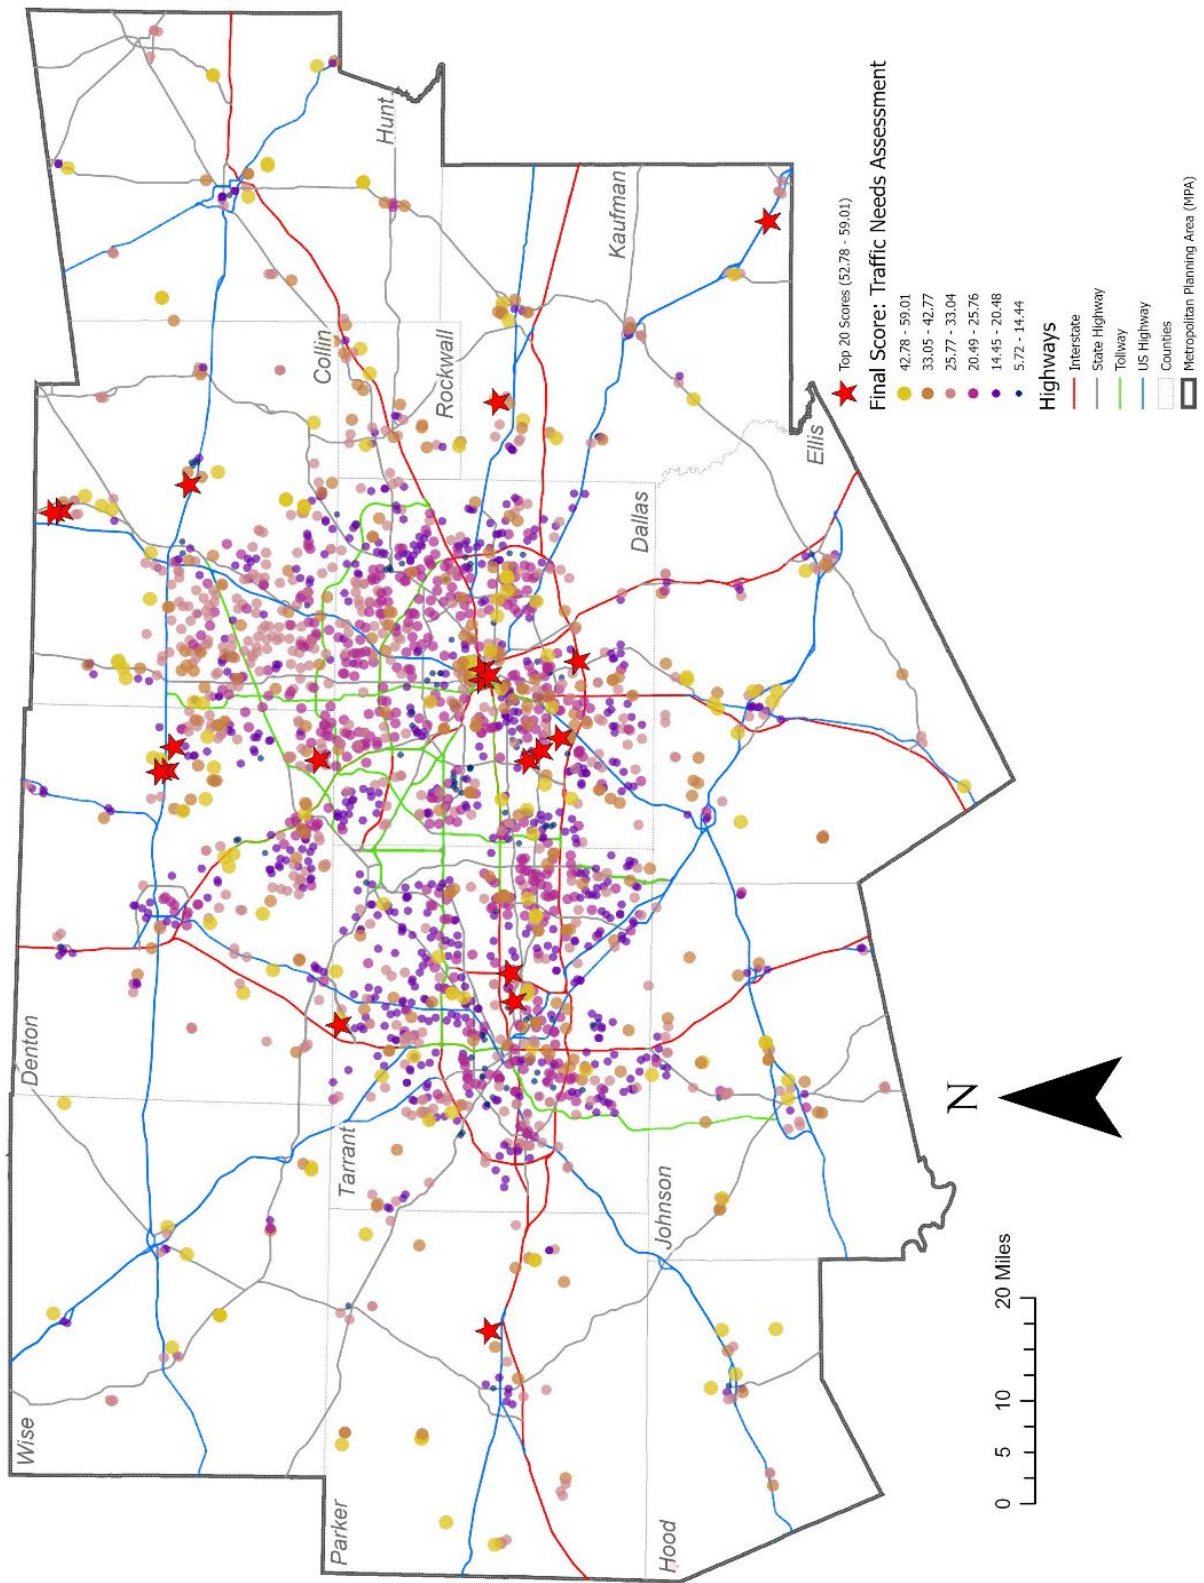 Wise
Denton
Collin
Hunt
Parker
Tarrant
Rockwall
Kaufman
Hood
Johnson
Dallas
Ellis
N
0 5 10 20 Miles
Top 20 Scores (52.78 - 59.01)
Final Score: Traffic Needs Assessment
42.78 - 59.01
33.05 - 42.77
25.77 - 33.04
20.49 - 25.76
14.45 - 20.48
5.72 - 14.44
Highways
Interstate
State Highway
Tollway
US Highway
Counties
Metropolitan Planning Area (MPA)